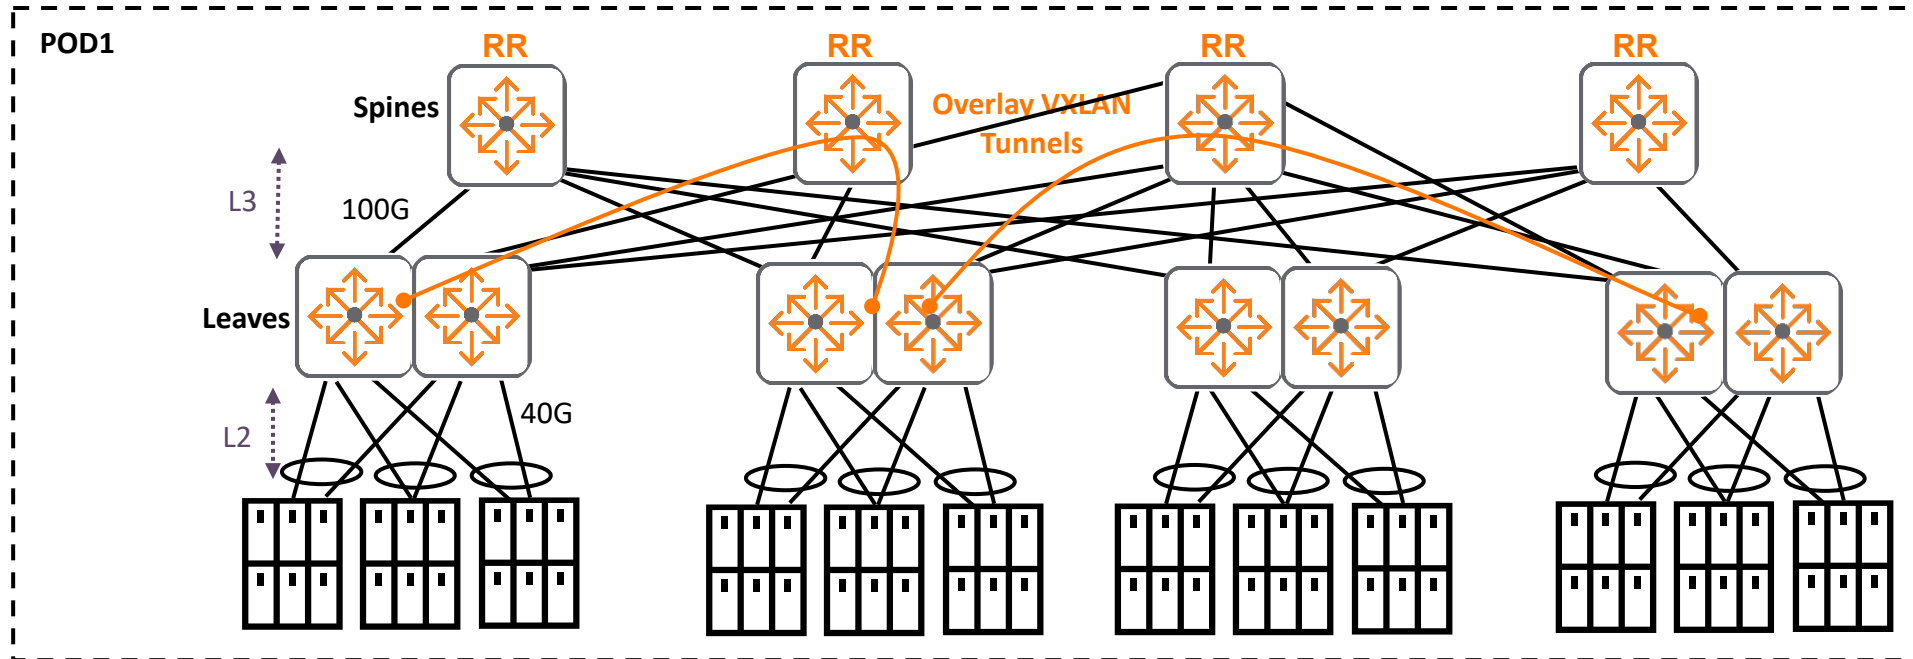 POD1
RR
RR
RR
RR
Spines
Overlay VXLAN
Tunnels
L3
100G
Leaves
L2
40G